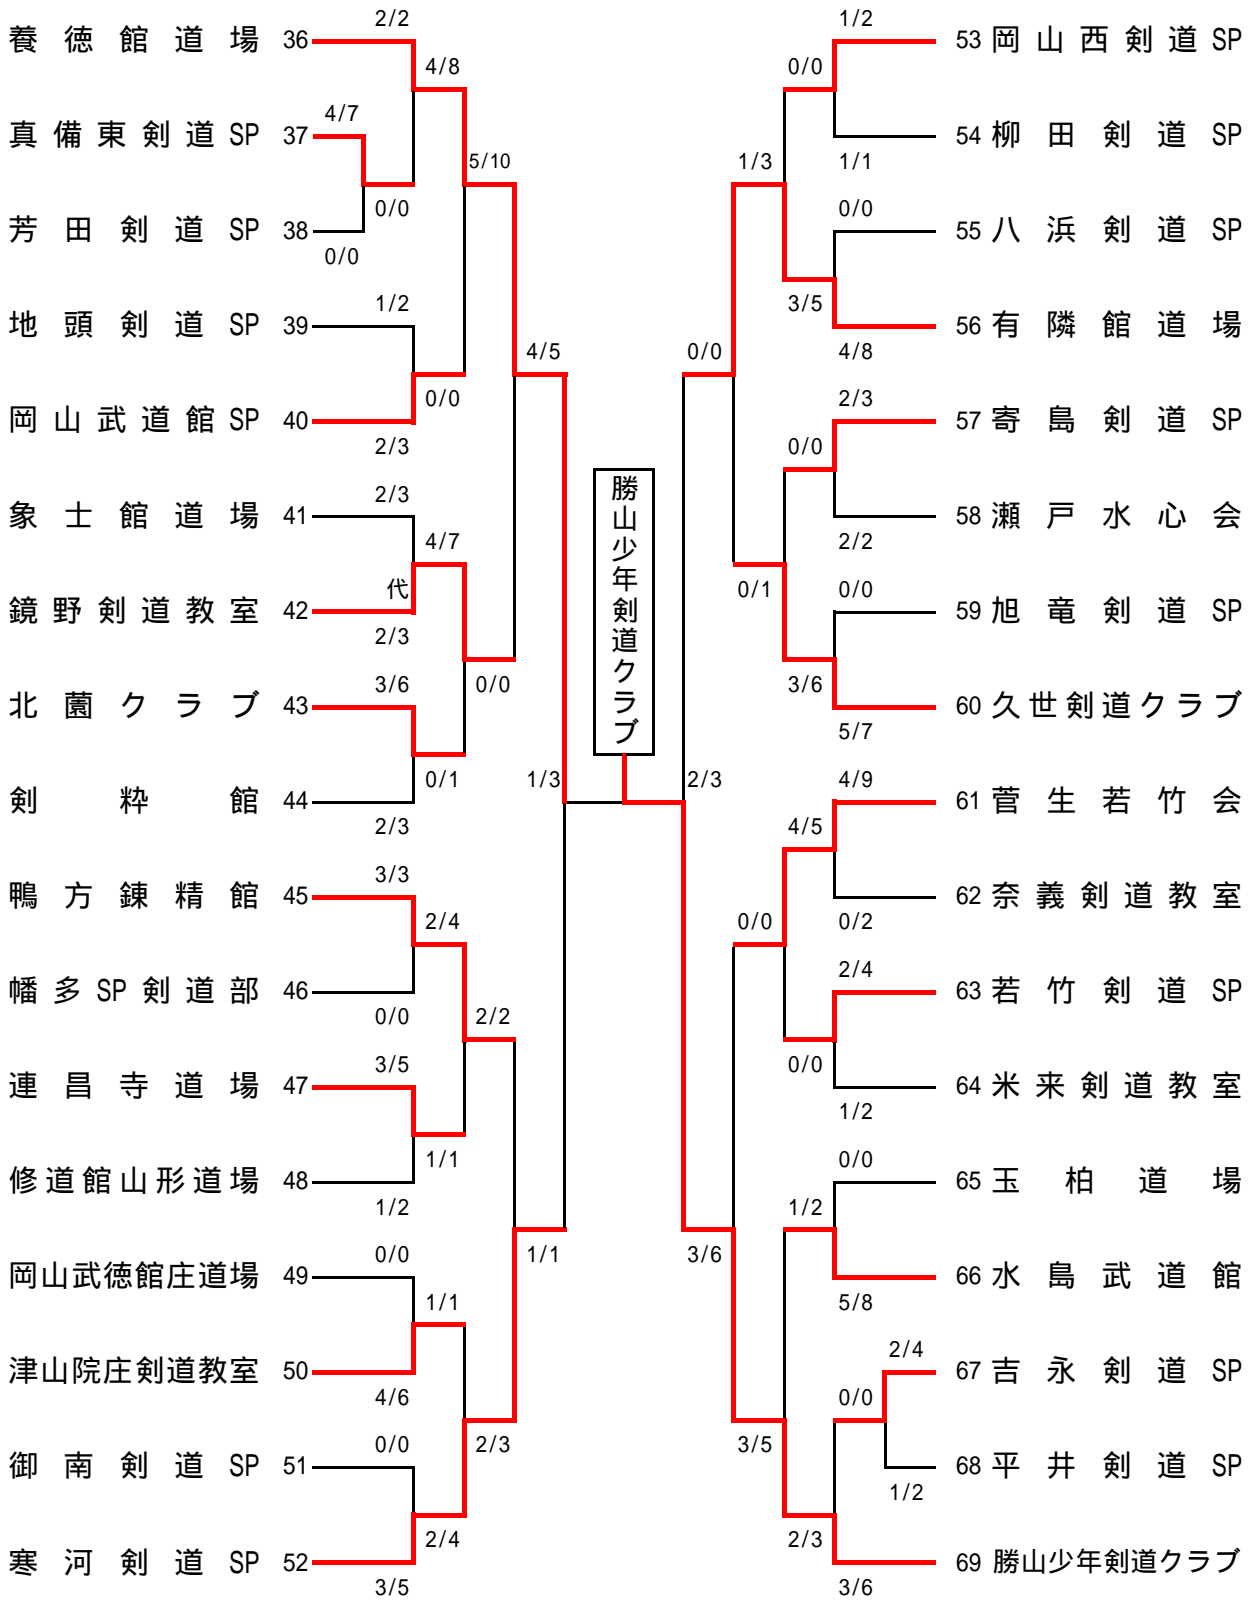 2/2
養徳館道場 36
4/8
4/7
真備東剣道SP 37
5/10
0/0
芳田剣道SP 38
0/0
1/2
地頭剣道SP 39
4/5
0/0
岡山武道館SP 40
2/3
2/3
象士館道場 41
4/7
代
鏡野剣道教室 42
2/3
3/6
0/0
北薗クラブ 43
0/1
1/3
剣粋館 44
2/3
3/3
鴨方錬精館 45
2/4
幡多SP剣道部 46
0/0
2/2
3/5
連昌寺道場 47
1/1
修道館山形道場 48
1/2
0/0
1/1
岡山武徳館庄道場 49
1/1
津山院庄剣道教室 50
4/6
0/0
2/3
御南剣道SP 51
2/4
寒河剣道SP 52
3/5
勝山少年剣道クラブ
1/2
53 岡山西剣道SP
0/0
54 柳田剣道SP
1/3
1/1
0/0
55 八浜剣道SP
3/5
56 有隣館道場
0/0
4/8
2/3
57 寄島剣道SP
0/0
58 瀬戸水心会
2/2
0/1
0/0
59 旭竜剣道SP
3/6
60 久世剣道クラブ
5/7
2/3
4/9
61 菅生若竹会
4/5
62 奈義剣道教室
0/0
0/2
2/4
63 若竹剣道SP
0/0
64 米来剣道教室
1/2
0/0
65 玉柏道場
1/2
3/6
66 水島武道館
5/8
2/4
67 吉永剣道SP
0/0
3/5
68 平井剣道SP
1/2
2/3
69 勝山少年剣道クラブ
3/6